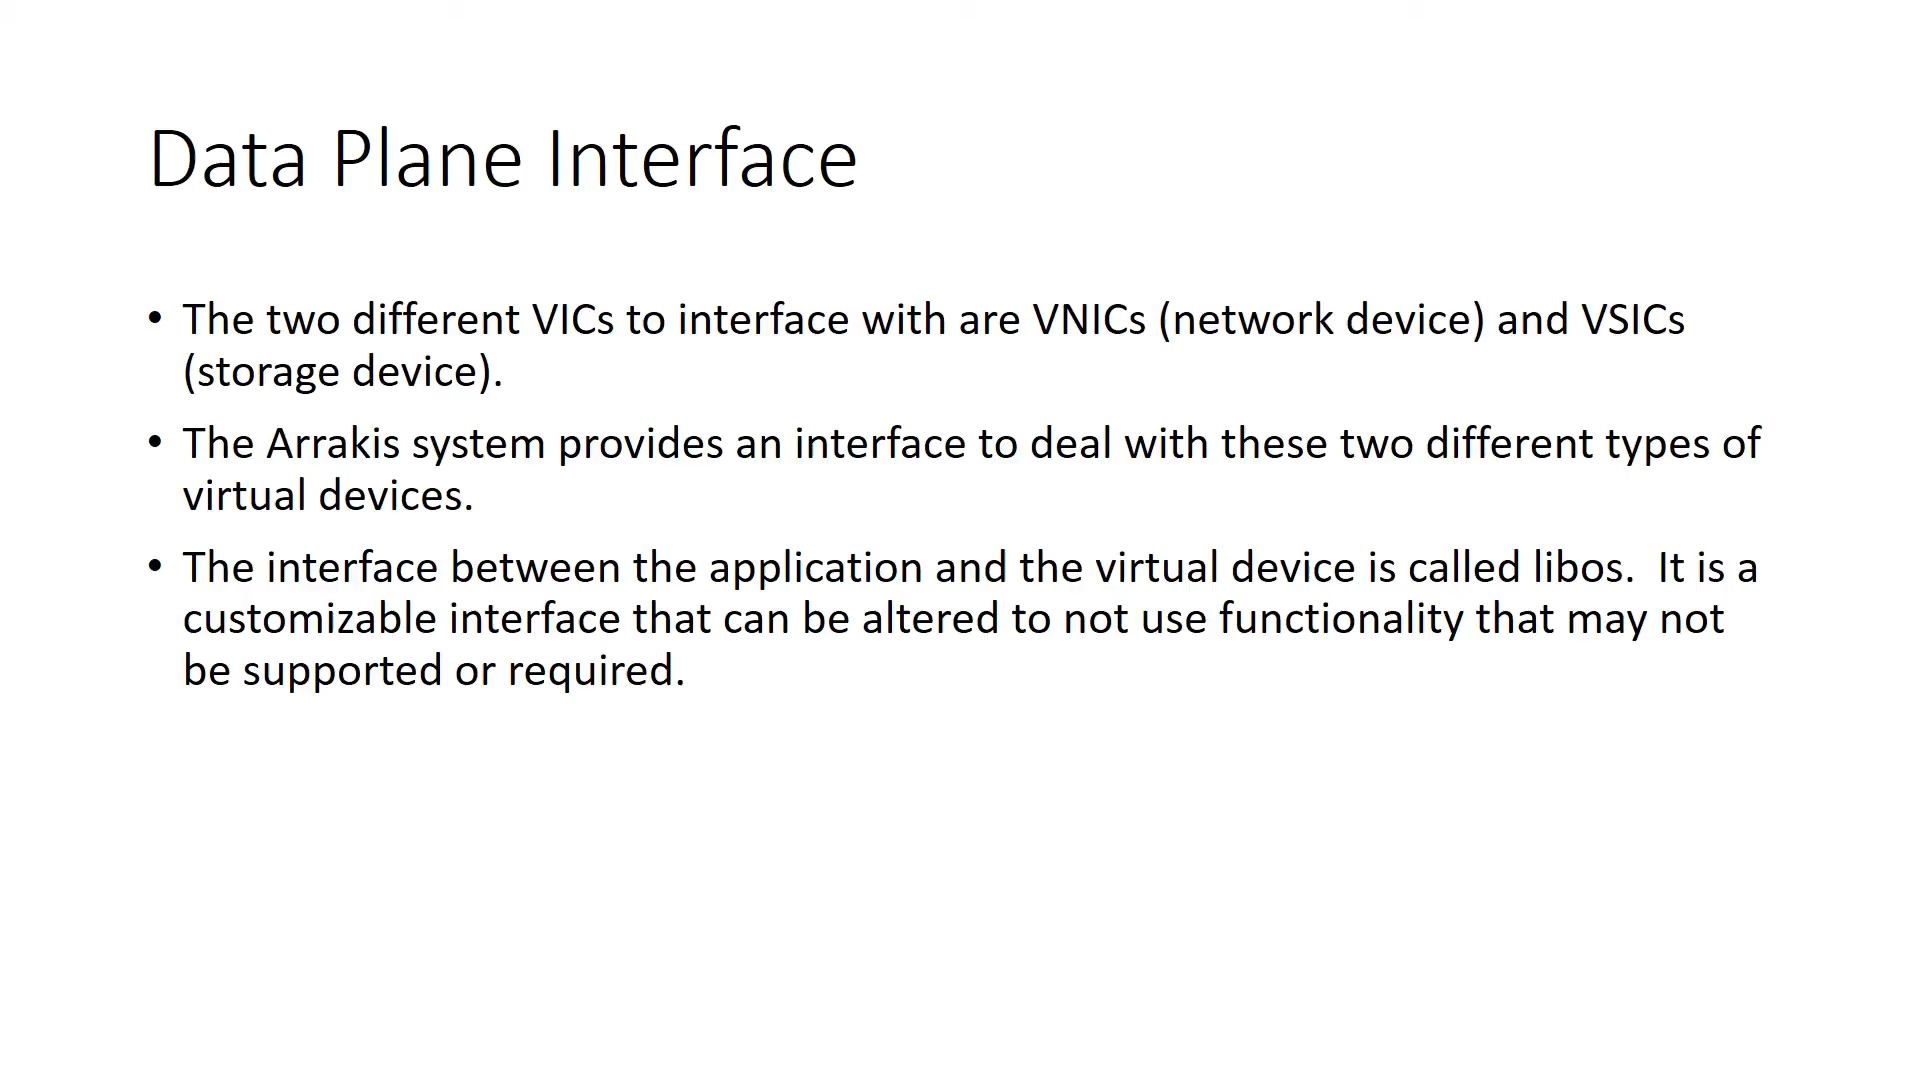 Data Plane Interface
• The two different VICs to interface with are VNICs (network device) and VSICs
(storage device).
• The Arrakis system provides an interface to deal with these two different types of
virtual devices.
• The interface between the application and the virtual device is called libos.  It is a
customizable interface that can be altered to not use functionality that may not
be supported or required.